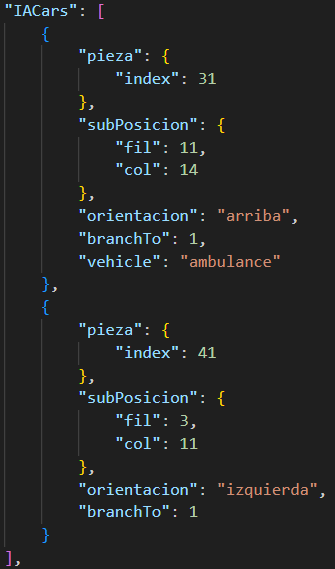 "IACars": [
{
"pieza": {
"index": 31
},
"subPosicion": {
"fil": 11,
"col": 14
},
"orientacion": "arriba",
"branchTo": 1,
"vehicle": "ambulance"
},
{
"pieza": {
"index": 41
},
"subPosicion": {
"fil": 3,
"col": 11
},
"orientacion": "izquierda",
"branchTo": 1
}
],